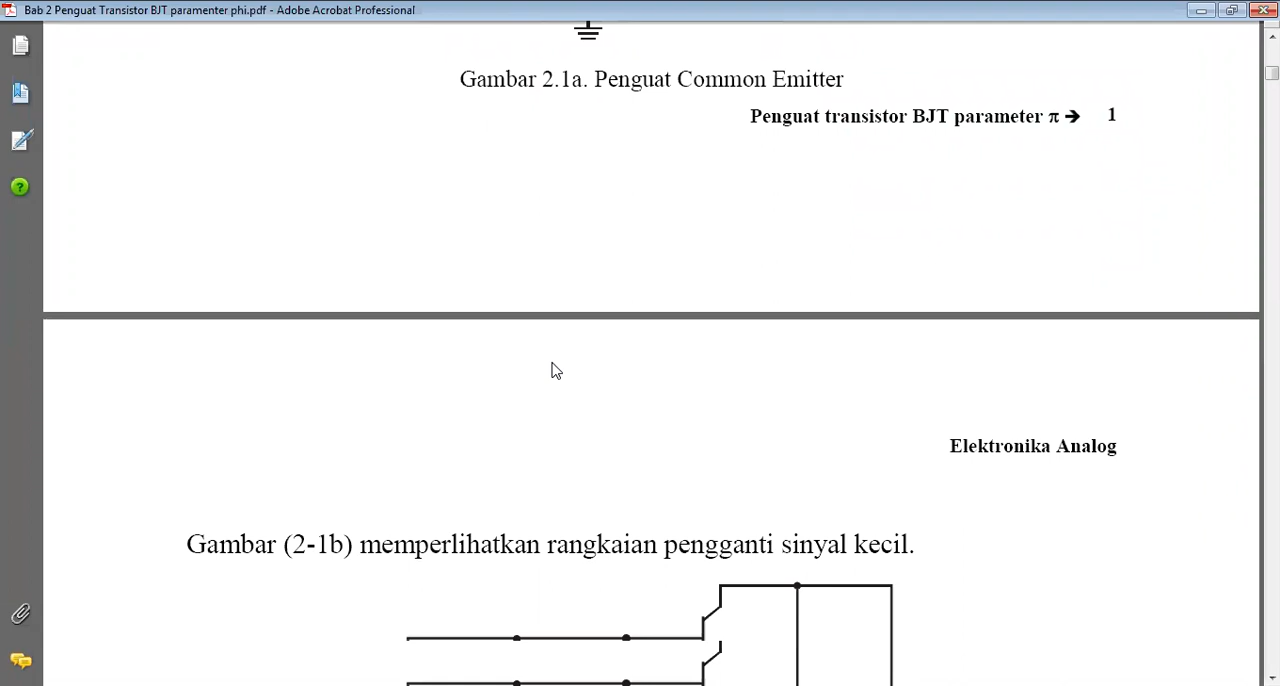 Bab 2 Penguat Transistor BJT paramenter phi.pdf - Adobe Acrobat Professional
Gambar 2.1a. Penguat Common Emitter
Penguat transistor BJT parameter π ➔ 1
Elektronika Analog
Gambar (2-1b) memperlihatkan rangkaian pengganti sinyal kecil.